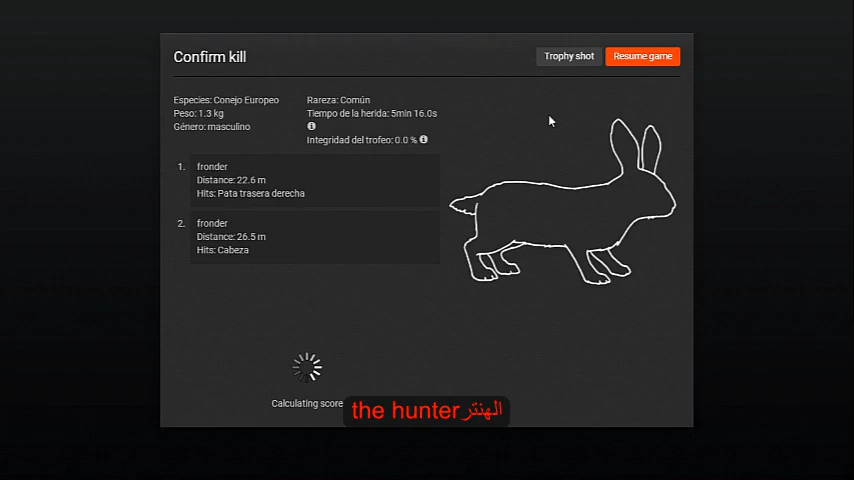 Confirm kill
Trophy shot
Resume game
Especies: Conejo Europeo
Peso: 1.3 kg
Género: masculino
Rareza: Común
Tiempo de la herida: 5min 16.0s
Integridad del trofeo: 0.0 %
1. fronder
Distance: 22.6 m
Hits: Pata trasera derecha
2. fronder
Distance: 26.5 m
Hits: Cabeza
Calculating score
the hunterالهنتر